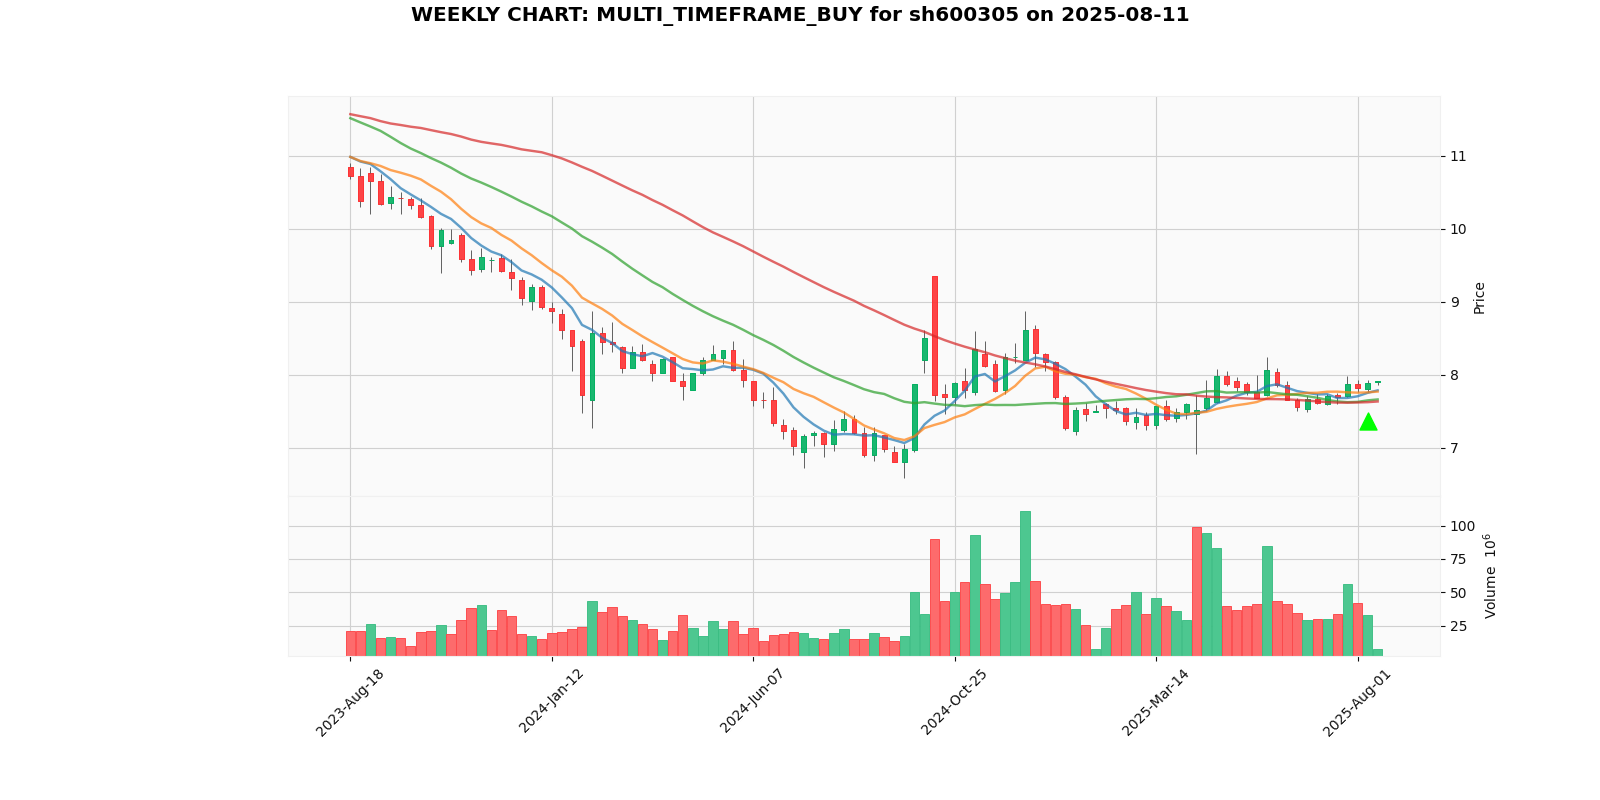 WEEKLY CHART: MULTI_TIMEFRAME_BUY for sh600305 on 2025-08-11
11
10
9
8
7
Price
100
75
50
25
Volume 10⁶
2023-Aug-18
2024-Jan-12
2024-Jun-07
2024-Oct-25
2025-Mar-14
2025-Aug-01